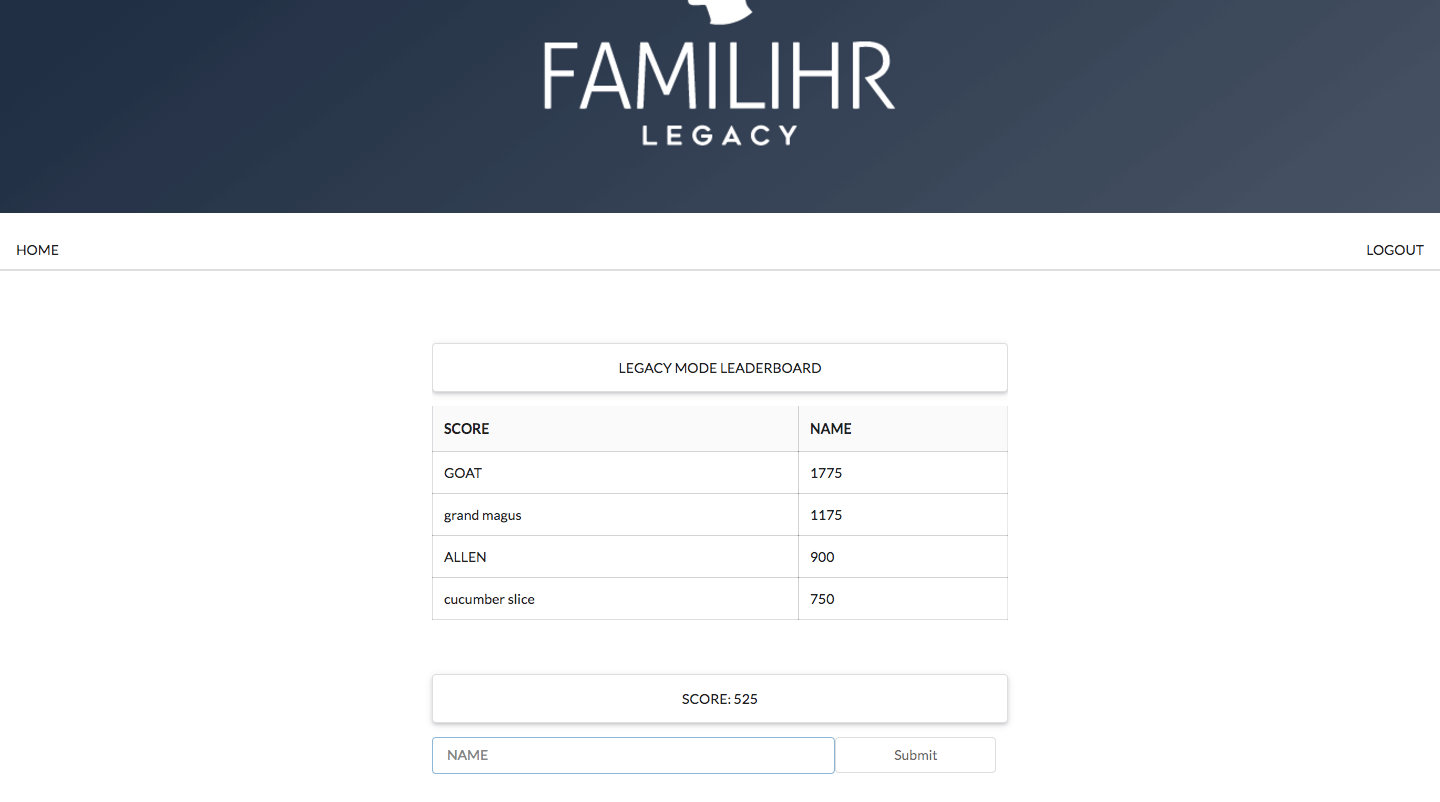 FAMILIHR
LEGACY
HOME LOGOUT
LEGACY MODE LEADERBOARD
SCORE NAME
GOAT 1775
grand magus 1175
ALLEN 900
cucumber slice 750
SCORE: 525
NAME Submit